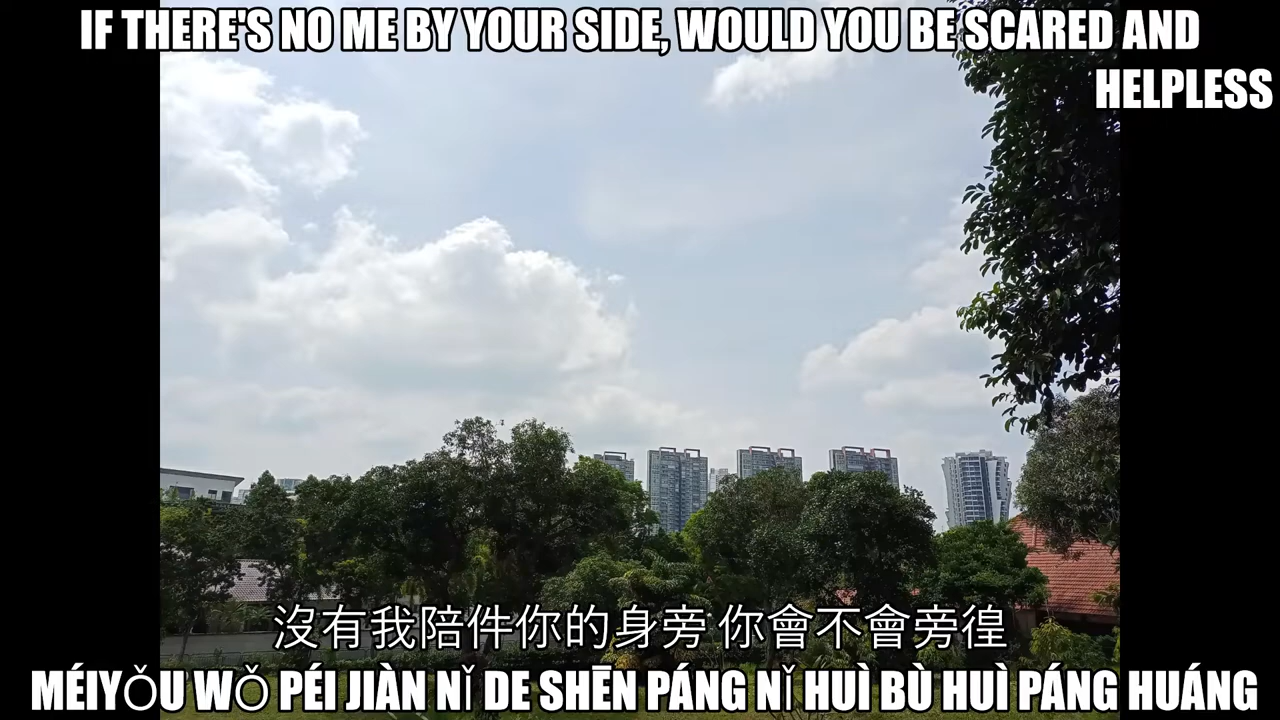 IF THERE'S NO ME BY YOUR SIDE, WOULD YOU BE SCARED AND
HELPLESS
沒有我陪件你的身旁 你會不會旁徨
MÉIYǑU WǑ PÉI JIÀN NǏ DE SHĒN PÁNG NǏ HUÌ BÙ HUÌ PÁNG HUÁNG